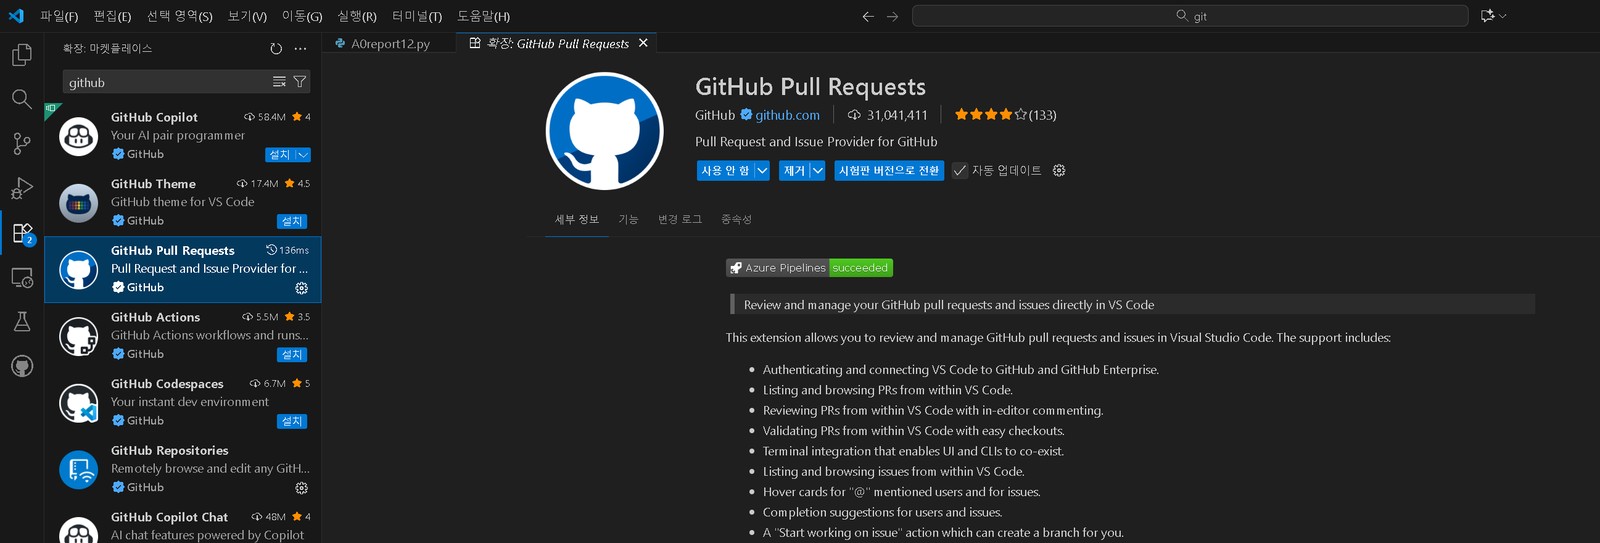 파일(F) 편집(E) 선택 영역(S) 보기(V) 이동(G) 실행(R) 터미널(T) 도움말(H)
git
확장: 마켓플레이스
github
GitHub Copilot 58.4M 4
Your AI pair programmer
GitHub 설치
GitHub Theme 17.4M 4.5
GitHub theme for VS Code
GitHub 설치
GitHub Pull Requests 136ms
Pull Request and Issue Provider for ...
GitHub
GitHub Actions 5.5M 3.5
GitHub Actions workflows and runs...
GitHub 설치
GitHub Codespaces 6.7M 5
Your instant dev environment
GitHub 설치
GitHub Repositories
Remotely browse and edit any GitH...
GitHub
GitHub Copilot Chat 48M 4
AI chat features powered by Copilot
2
A0report12.py 확장: GitHub Pull Requests
GitHub Pull Requests
GitHub github.com 31,041,411 (133)
Pull Request and Issue Provider for GitHub
사용 안 함 제거 시험판 버전으로 전환 자동 업데이트
세부 정보 기능 변경 로그 종속성
Azure Pipelines succeeded
Review and manage your GitHub pull requests and issues directly in VS Code
This extension allows you to review and manage GitHub pull requests and issues in Visual Studio Code. The support includes:
• Authenticating and connecting VS Code to GitHub and GitHub Enterprise.
• Listing and browsing PRs from within VS Code.
• Reviewing PRs from within VS Code with in-editor commenting.
• Validating PRs from within VS Code with easy checkouts.
• Terminal integration that enables UI and CLIs to co-exist.
• Listing and browsing issues from within VS Code.
• Hover cards for "@" mentioned users and for issues.
• Completion suggestions for users and issues.
• A "Start working on issue" action which can create a branch for you.